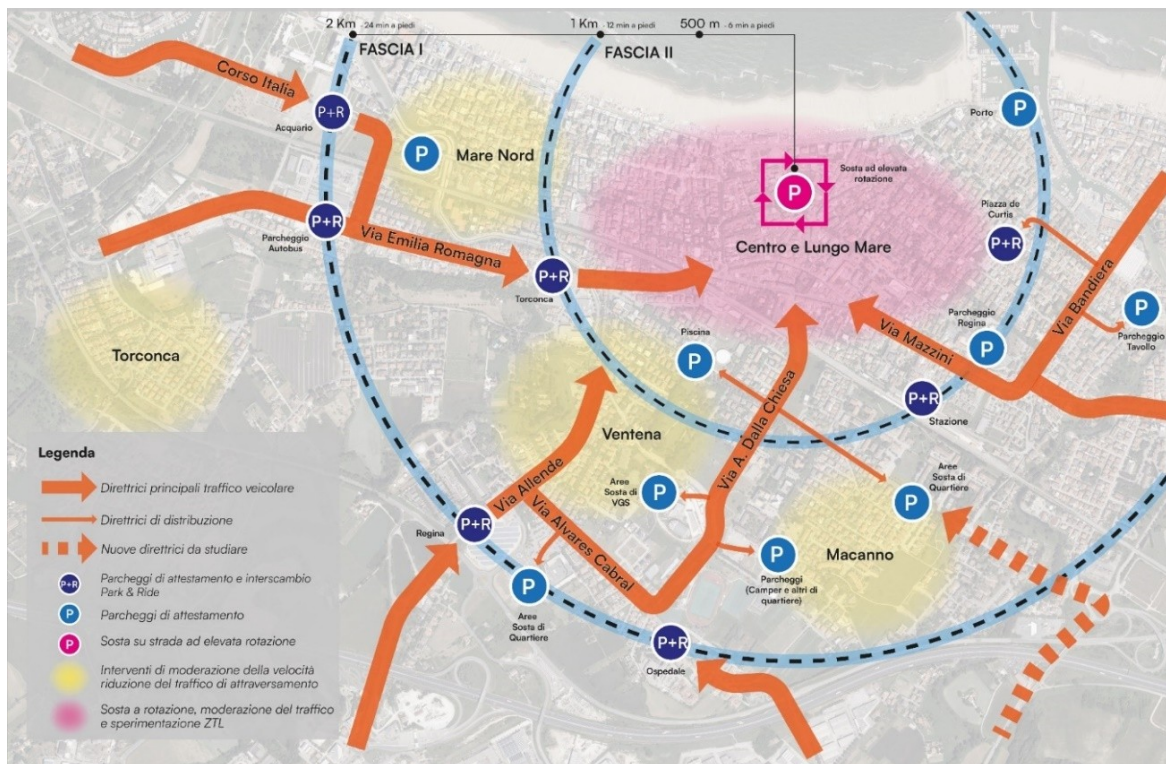 2 Km - 24 min a piedi
1 Km - 12 min a piedi
500 m - 6 min a piedi
FASCIA I
FASCIA II
Corso Italia
P+R
Acquario
P
Mare Nord
P
Porto
Sosta ad elevata
rotazione
P
Centro e Lungo Mare
Piazza de
Curtis
P+R
P+R
Parcheggio
Autobus
Via Emilia Romagna
P+R
Torconca
Via Bandiera
P
Parcheggio
Tavollo
Torconca
Piscina
P
Via Mazzini
Parcheggio
Regina
P
P+R
Stazione
Ventena
Via A. Dalla Chiesa
Via Allende
Via Alvares Cabral
Aree
Sosta di
VGS
P
Aree
Sosta di
Quartiere
P
Macanno
P+R
Regina
P
Parcheggi
(Camper e altri di
quartiere)
P
Aree
Sosta di
Quartiere
P+R
Ospedale
Legenda
Direttrici principali traffico veicolare
Direttrici di distribuzione
Nuove direttrici da studiare
P+R
Parcheggi di attestamento e interscambio
Park & Ride
P
Parcheggi di attestamento
P
Sosta su strada ad elevata rotazione
Interventi di moderazione della velocità
riduzione del traffico di attraversamento
Sosta a rotazione, moderazione del traffico
e sperimentazione ZTL